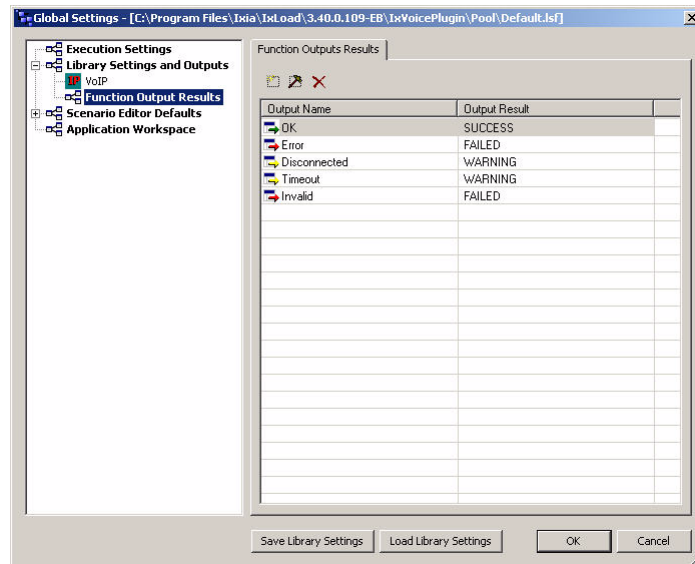 Global Settings - [C:\Program Files\Ixia\IxLoad\3.40.0.109-EB\IxVoicePlugin\Pool\Default.lsf]
Execution Settings
Library Settings and Outputs
IP VoIP
Function Output Results
Scenario Editor Defaults
Application Workspace
Function Outputs Results
Output Name Output Result
OK SUCCESS
Error FAILED
Disconnected WARNING
Timeout WARNING
Invalid FAILED
Save Library Settings Load Library Settings OK Cancel